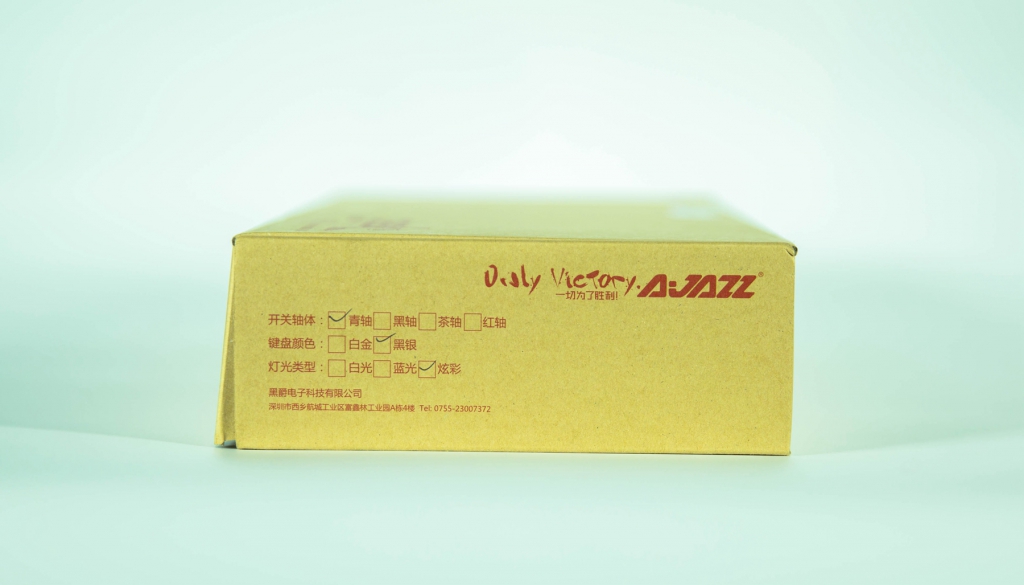 Only Victory. A-JAZZ®
一切为了胜利!
开关轴体：☑青轴☐黑轴☐茶轴☐红轴
键盘颜色：☐白金☑黑银
灯光类型：☐白光☐蓝光☑炫彩
黑爵电子科技有限公司
深圳市西乡航城工业区富鑫林工业园A栋4楼 Tel: 0755-23007372